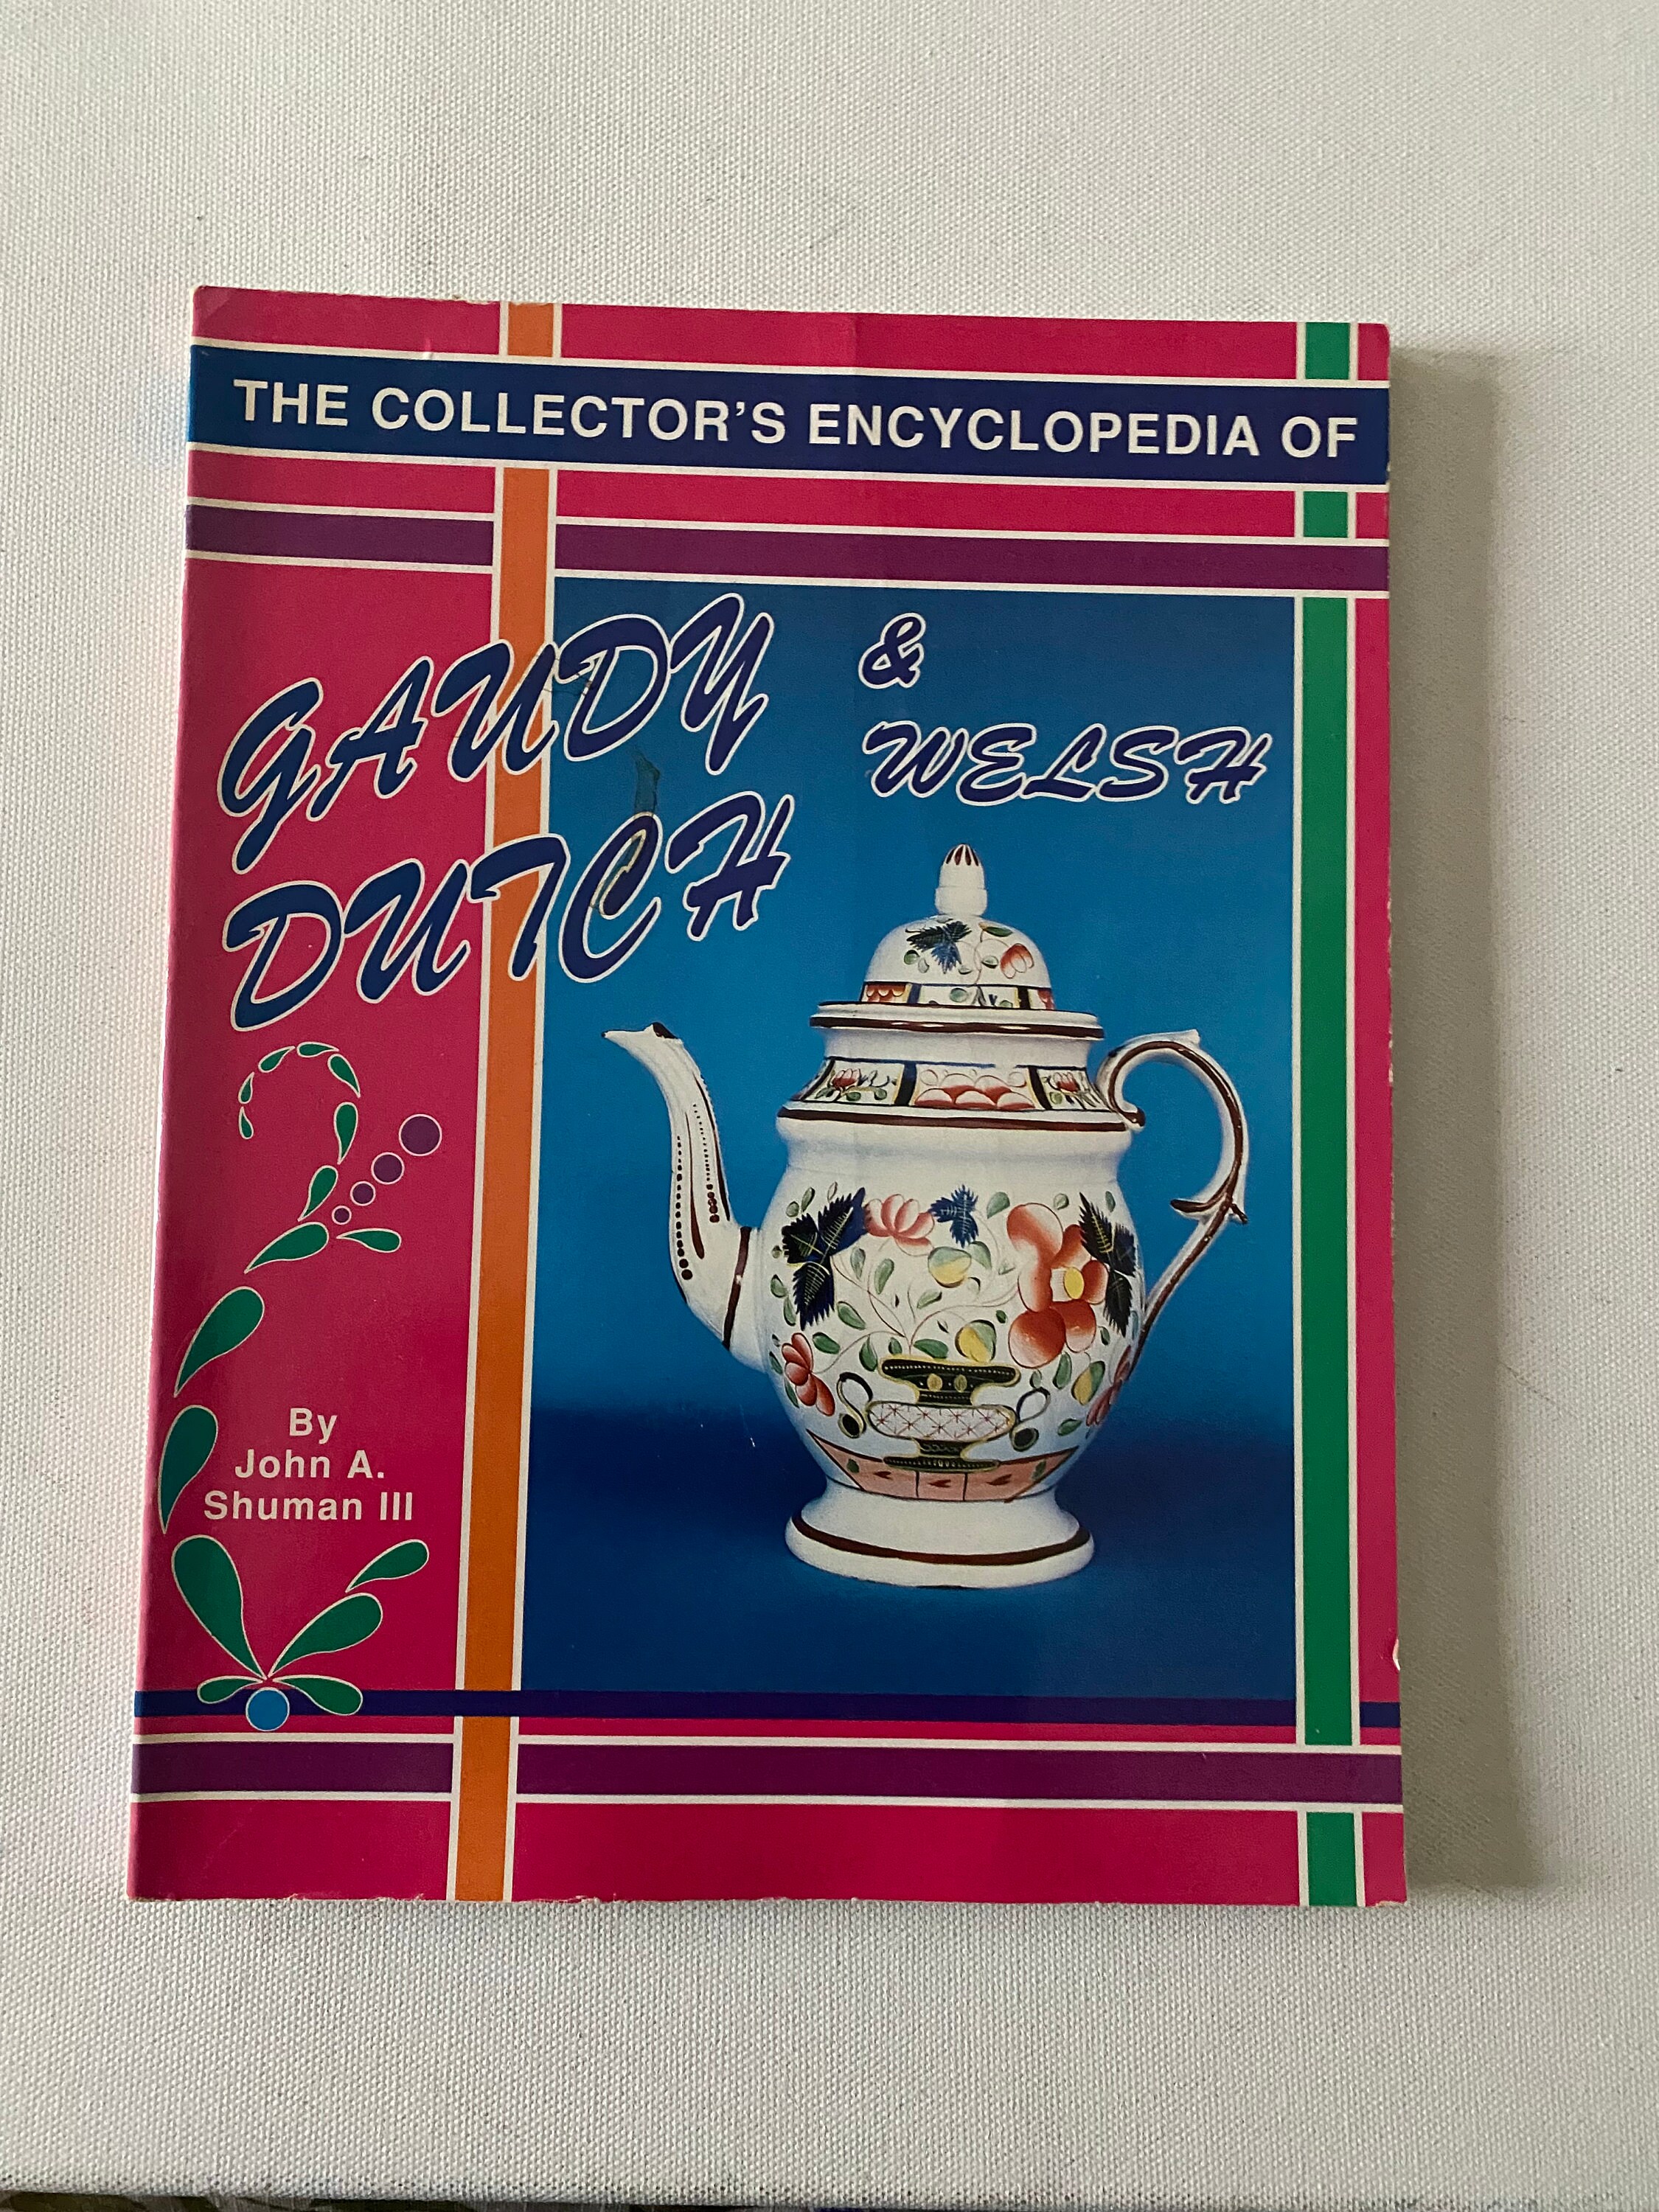 THE COLLECTOR'S ENCYCLOPEDIA OF
GAUDY
DUTCH
&
WELSH
By
John A.
Shuman III